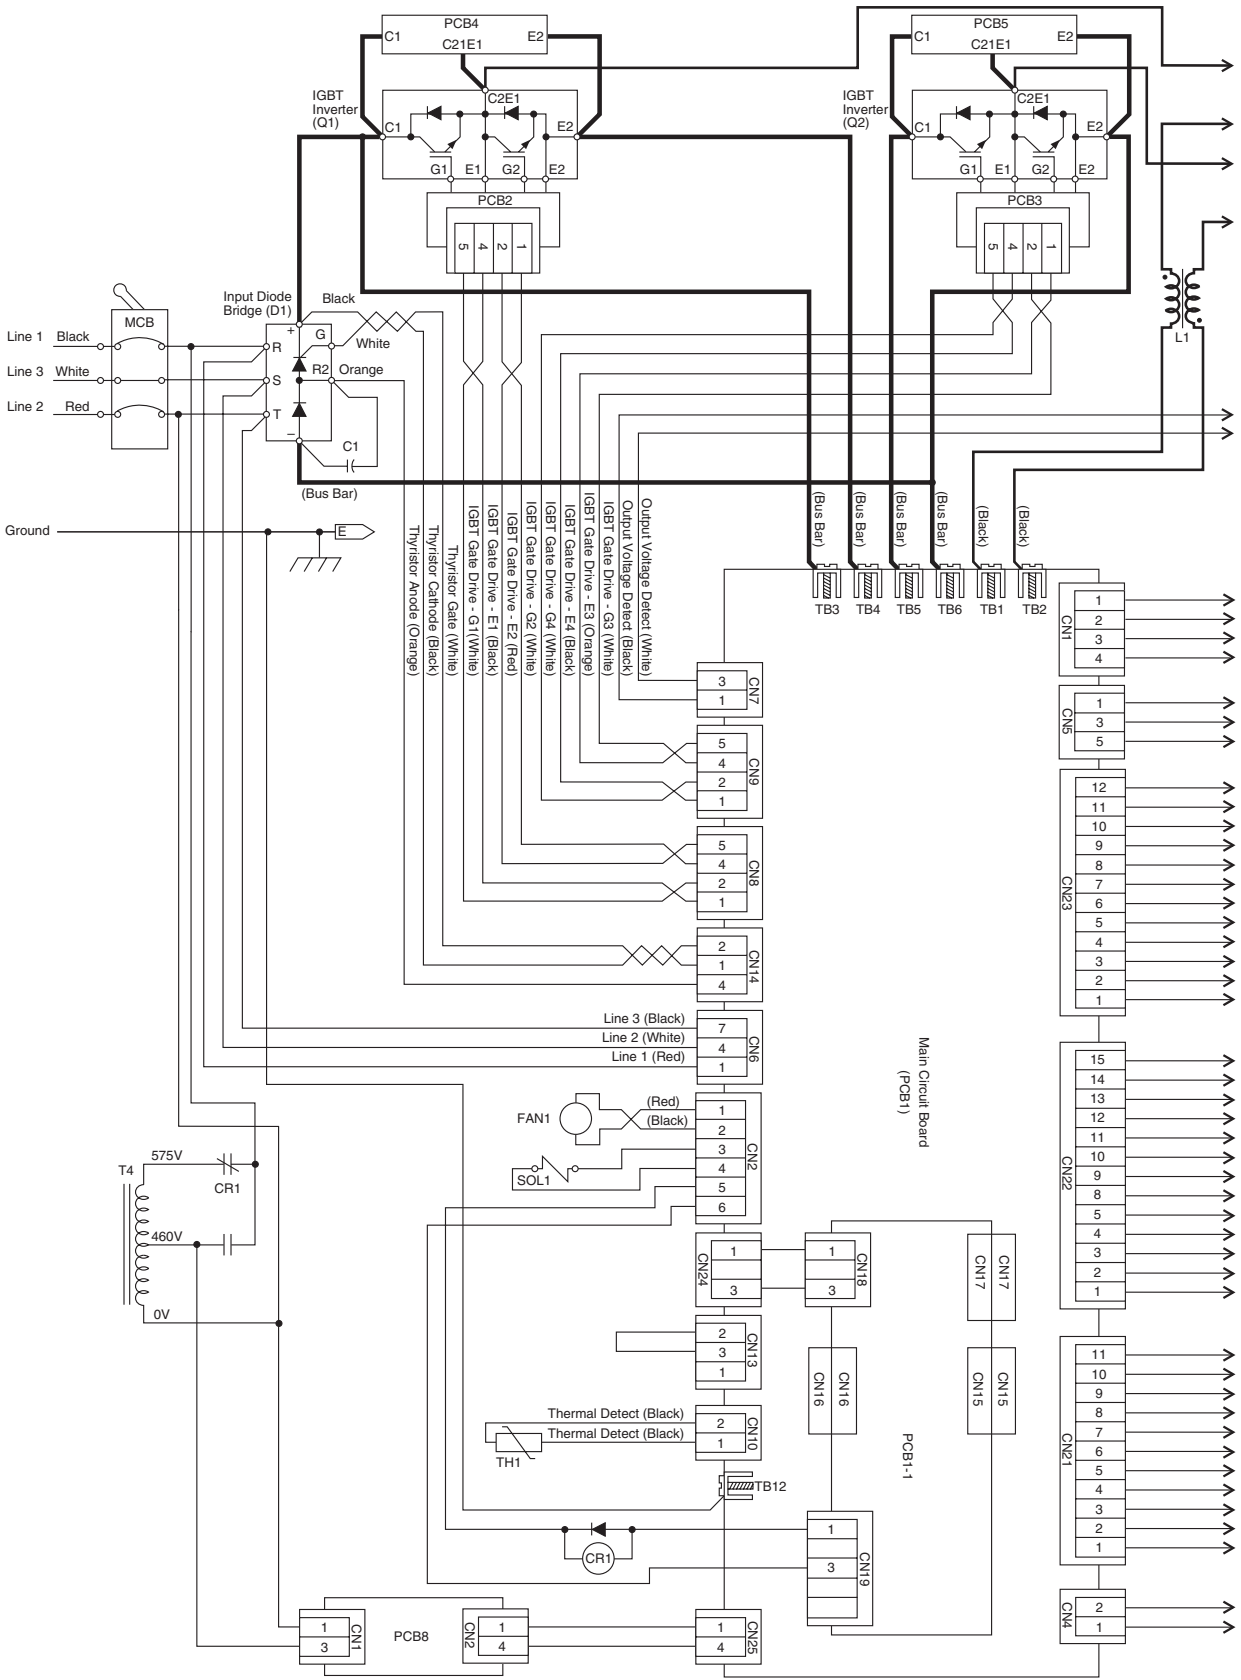 PCB4
C1
E2
C21E1
PCB5
C1
E2
C21E1
IGBT
Inverter
(Q1)
C2E1
C1
E2
G1
E1
G2
E2
PCB2
5
4
2
1
IGBT
Inverter
(Q2)
C2E1
C1
E2
G1
E1
G2
E2
PCB3
5
4
2
1
L1
Input Diode
Bridge (D1)
Black
White
Orange
+
G
R
R2
S
T
–
C1
(Bus Bar)
MCB
Line 1 Black
Line 3 White
Line 2 Red
Ground
E
Thyristor Anode (Orange)
Thyristor Cathode (Black)
Thyristor Gate (White)
IGBT Gate Drive - G1(White)
IGBT Gate Drive - E1 (Black)
IGBT Gate Drive - E2 (Red)
IGBT Gate Drive - G2 (White)
IGBT Gate Drive - G4 (White)
IGBT Gate Drive - E4 (Black)
IGBT Gate Drive - E3 (Orange)
IGBT Gate Drive - G3 (White)
Output Voltage Detect (Black)
Output Voltage Detect (White)
(Bus Bar)
(Bus Bar)
(Bus Bar)
(Bus Bar)
(Black)
(Black)
TB3
TB4
TB5
TB6
TB1
TB2
CN7
3
1
CN9
5
4
2
1
CN8
5
4
2
1
CN14
2
1
4
Line 3 (Black)
Line 2 (White)
Line 1 (Red)
CN6
7
4
1
FAN1
(Red)
(Black)
SOL1
CN2
1
2
3
4
5
6
CN24
1
3
CN18
1
3
CN17
CN17
CN13
2
3
1
CN16
CN16
CN15
CN15
Thermal Detect (Black)
Thermal Detect (Black)
TH1
CN10
2
1
TB12
PCB1-1
CR1
CN19
1
3
CN1
1
3
PCB8
CN2
1
4
CN25
1
4
T4
575V
CR1
460V
0V
Main Circuit Board
(PCB1)
CN1
1
2
3
4
CN5
1
3
5
CN23
12
11
10
9
8
7
6
5
4
3
2
1
CN22
15
14
13
12
11
10
9
8
5
4
3
2
1
CN21
11
10
9
8
7
6
5
4
3
2
1
CN4
2
1